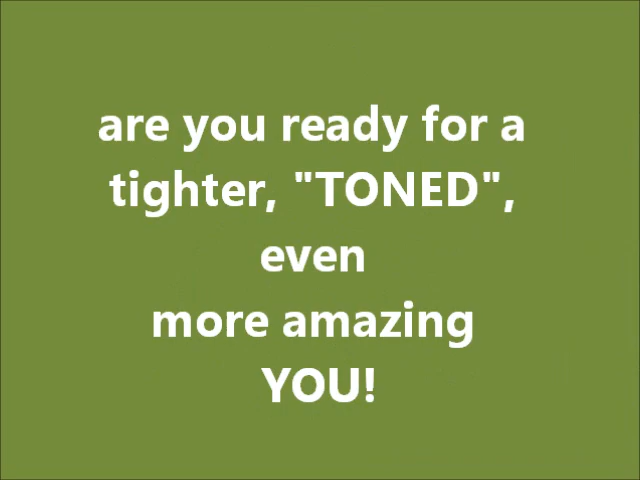 are you ready for a
tighter, "TONED",
even
more amazing
YOU!